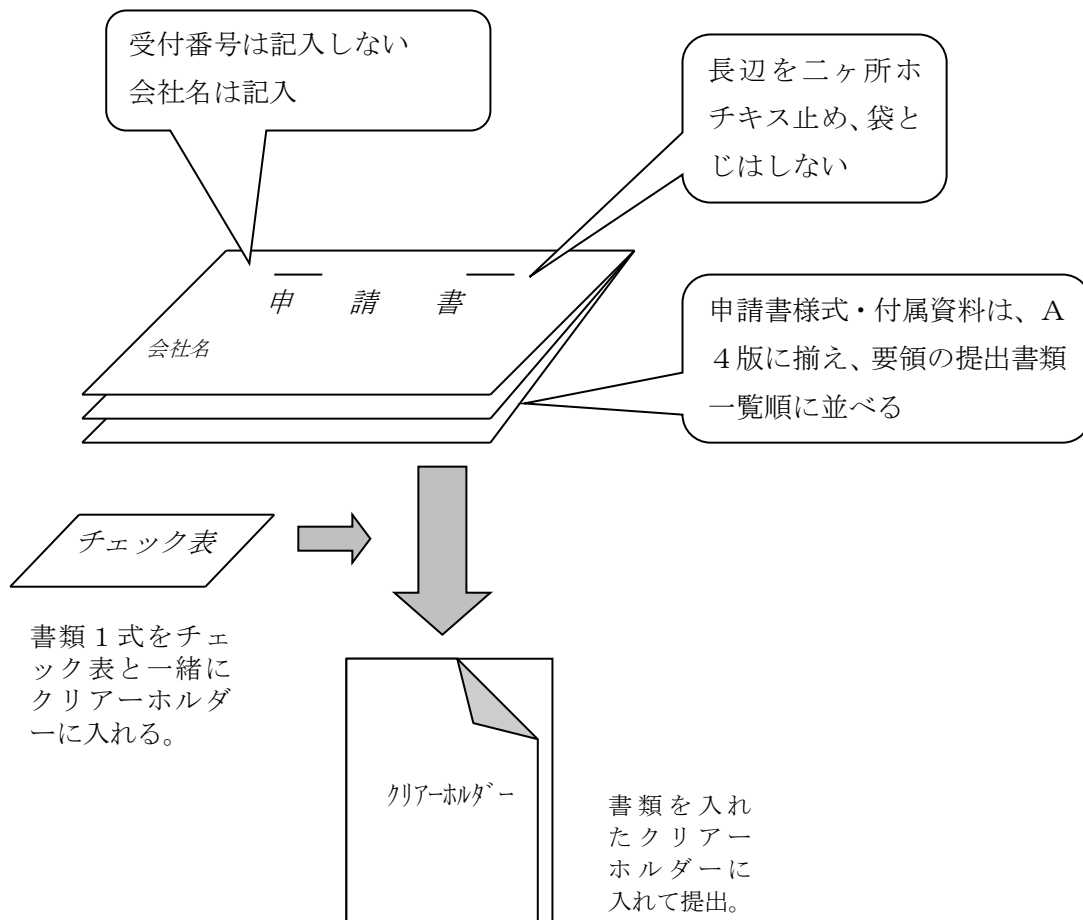 受付番号は記入しない
会社名は記入
長辺を二ヶ所ホ
チキス止め、袋と
じはしない
申 請 書
会社名
申請書様式・付属資料は、A
4版に揃え、要領の提出書類
一覧順に並べる
チェック表
書類1式をチェ
ック表と一緒に
クリアーホルダ
ーに入れる。
クリアーホルダー
書類を入れ
たクリアー
ホルダーに
入れて提出。